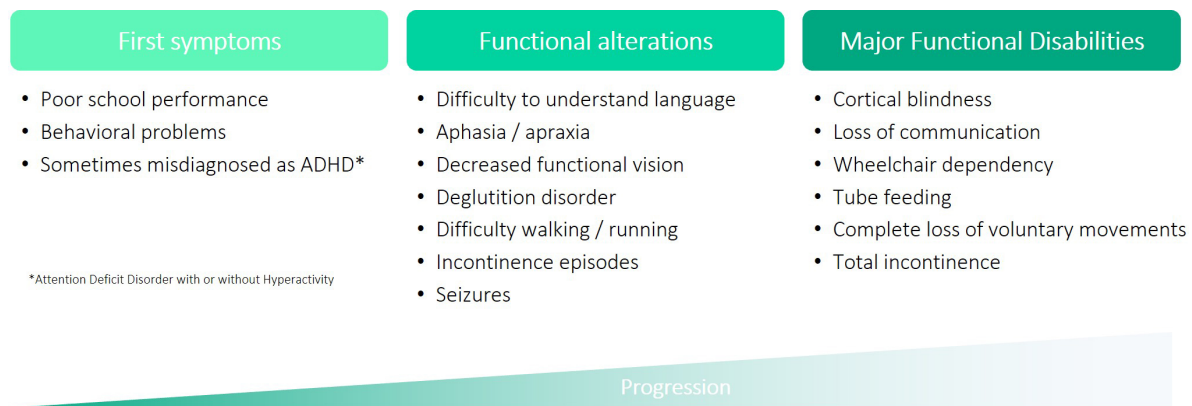 First symptoms
• Poor school performance
• Behavioral problems
• Sometimes misdiagnosed as ADHD*
*Attention Deficit Disorder with or without Hyperactivity
Functional alterations
• Difficulty to understand language
• Aphasia / apraxia
• Decreased functional vision
• Deglutition disorder
• Difficulty walking / running
• Incontinence episodes
• Seizures
Major Functional Disabilities
• Cortical blindness
• Loss of communication
• Wheelchair dependency
• Tube feeding
• Complete loss of voluntary movements
• Total incontinence
Progression